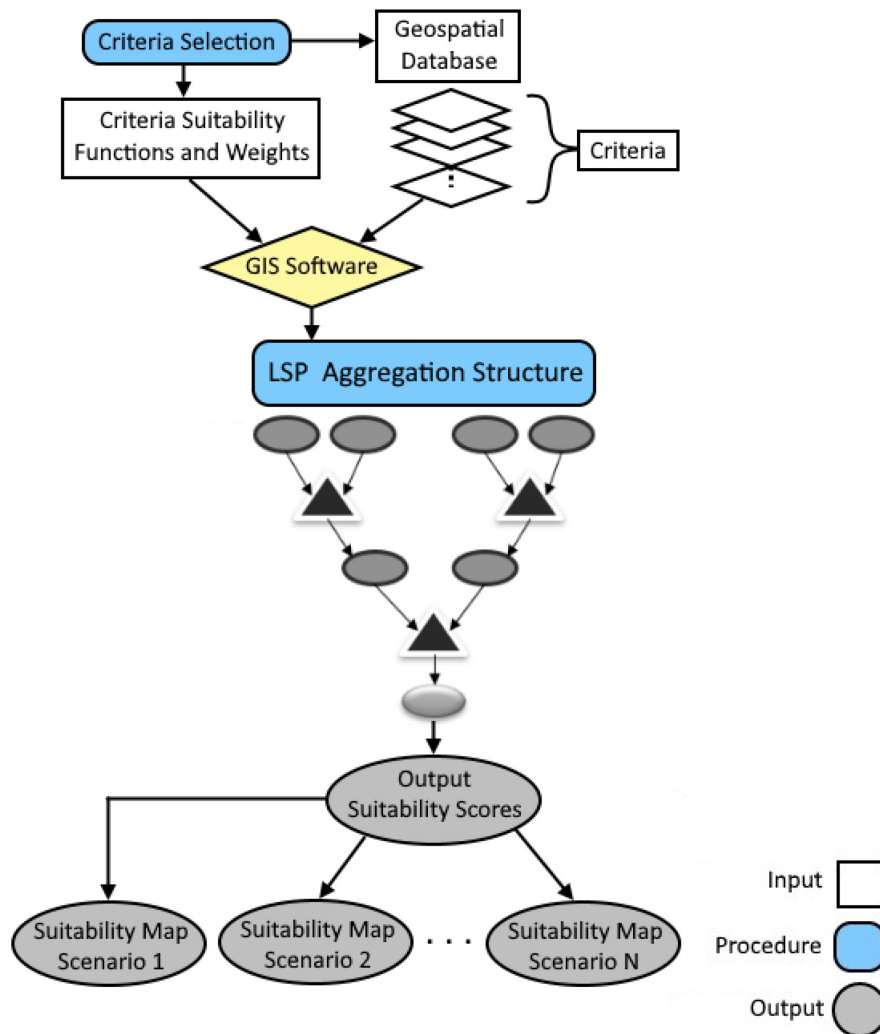 Criteria Selection
Geospatial
Database
Criteria Suitability
Functions and Weights
Criteria
GIS Software
LSP Aggregation Structure
Output
Suitability Scores
Suitability Map
Scenario 1
Suitability Map
Scenario 2
. . .
Suitability Map
Scenario N
Input
Procedure
Output